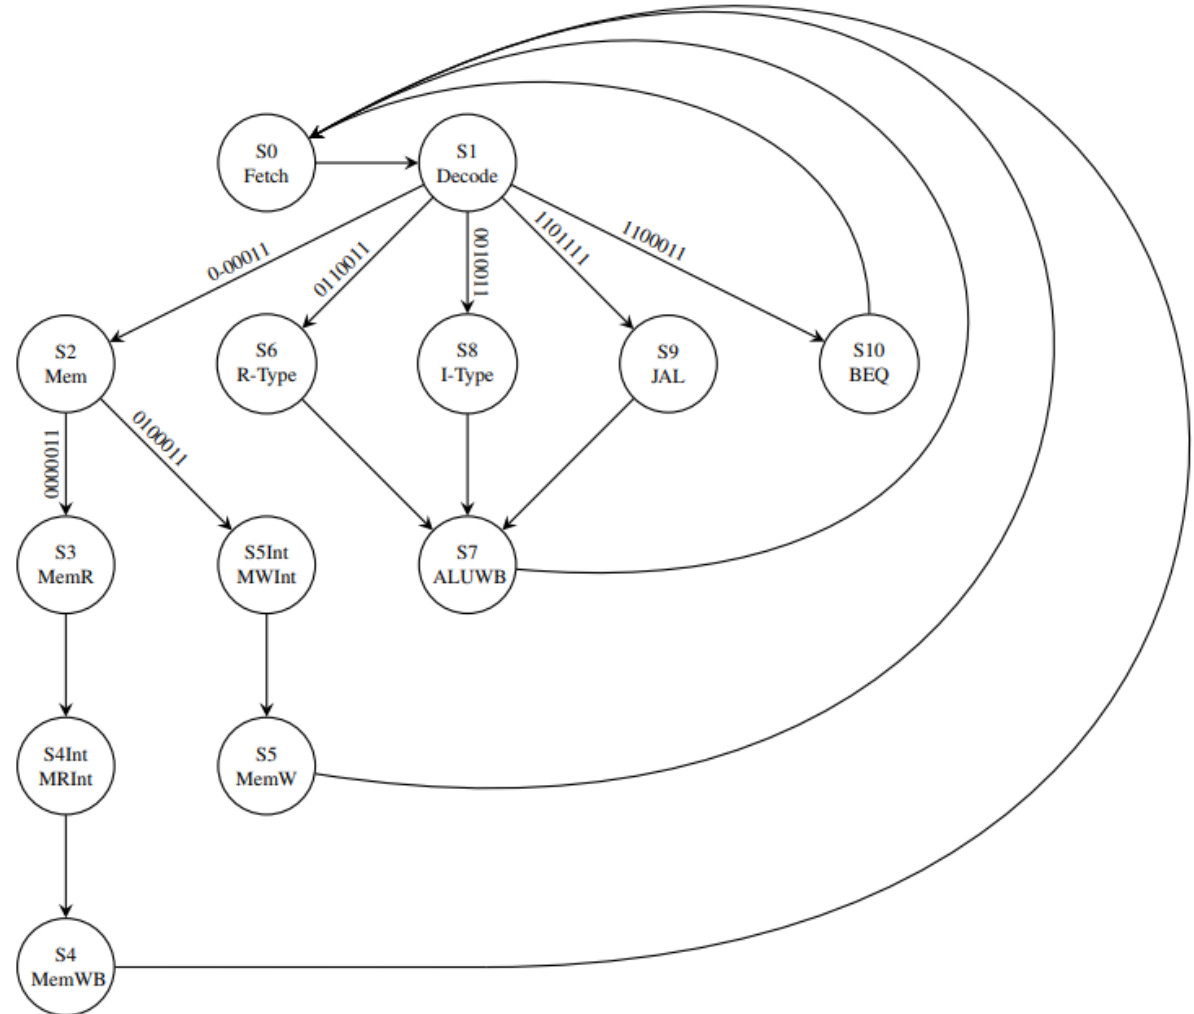 S0
Fetch
S1
Decode
0-00011
0110011
0010011
1101111
1100011
S2
Mem
S6
R-Type
S8
I-Type
S9
JAL
S10
BEQ
0000011
0100011
S3
MemR
S5Int
MWInt
S7
ALUWB
S4Int
MRInt
S5
MemW
S4
MemWB